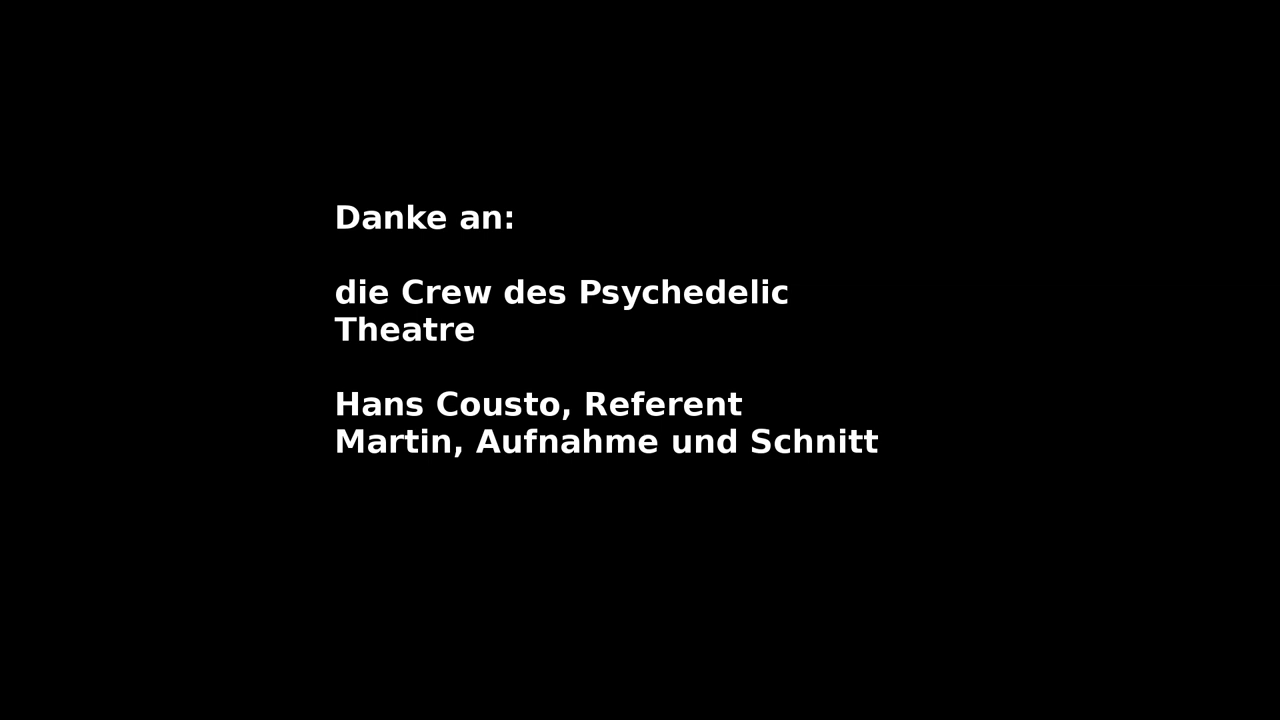 Danke an:
die Crew des Psychedelic
Theatre
Hans Cousto, Referent
Martin, Aufnahme und Schnitt